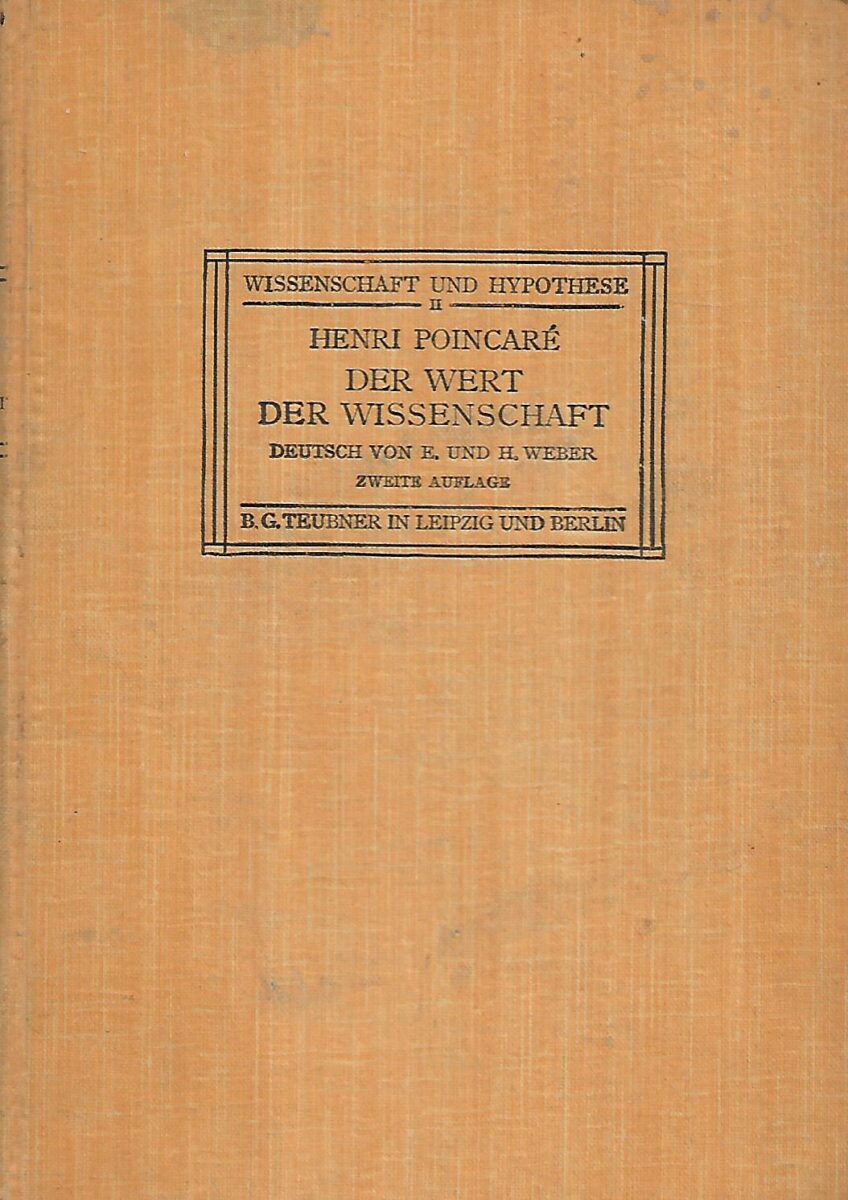 WISSENSCHAFT UND HYPOTHESE
II
HENRI POINCARÉ
DER WERT
DER WISSENSCHAFT
DEUTSCH VON E. UND H. WEBER
ZWEITE AUFLAGE
B. G. TEUBNER IN LEIPZIG UND BERLIN